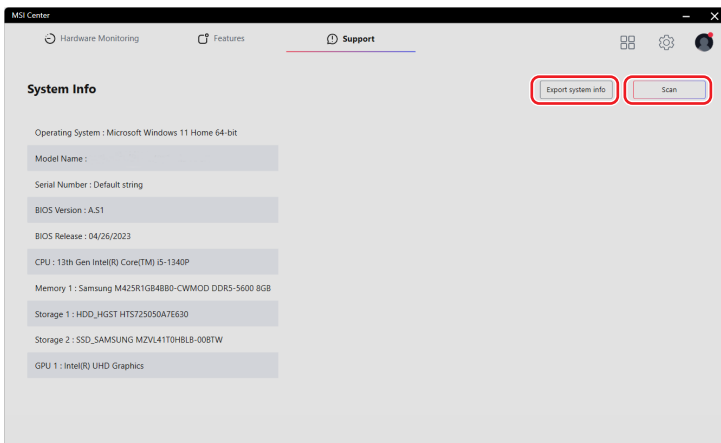 MSI Center
Hardware Monitoring
Features
Support
System Info
Export system info
Scan
Operating System : Microsoft Windows 11 Home 64-bit
Model Name :
Serial Number : Default string
BIOS Version : A.S1
BIOS Release : 04/26/2023
CPU : 13th Gen Intel(R) Core(TM) i5-1340P
Memory 1 : Samsung M425R1GB4BB0-CWMOD DDR5-5600 8GB
Storage 1 : HDD_HGST HTS725050A7E630
Storage 2 : SSD_SAMSUNG MZVL41T0HBLB-00BTW
GPU 1 : Intel(R) UHD Graphics